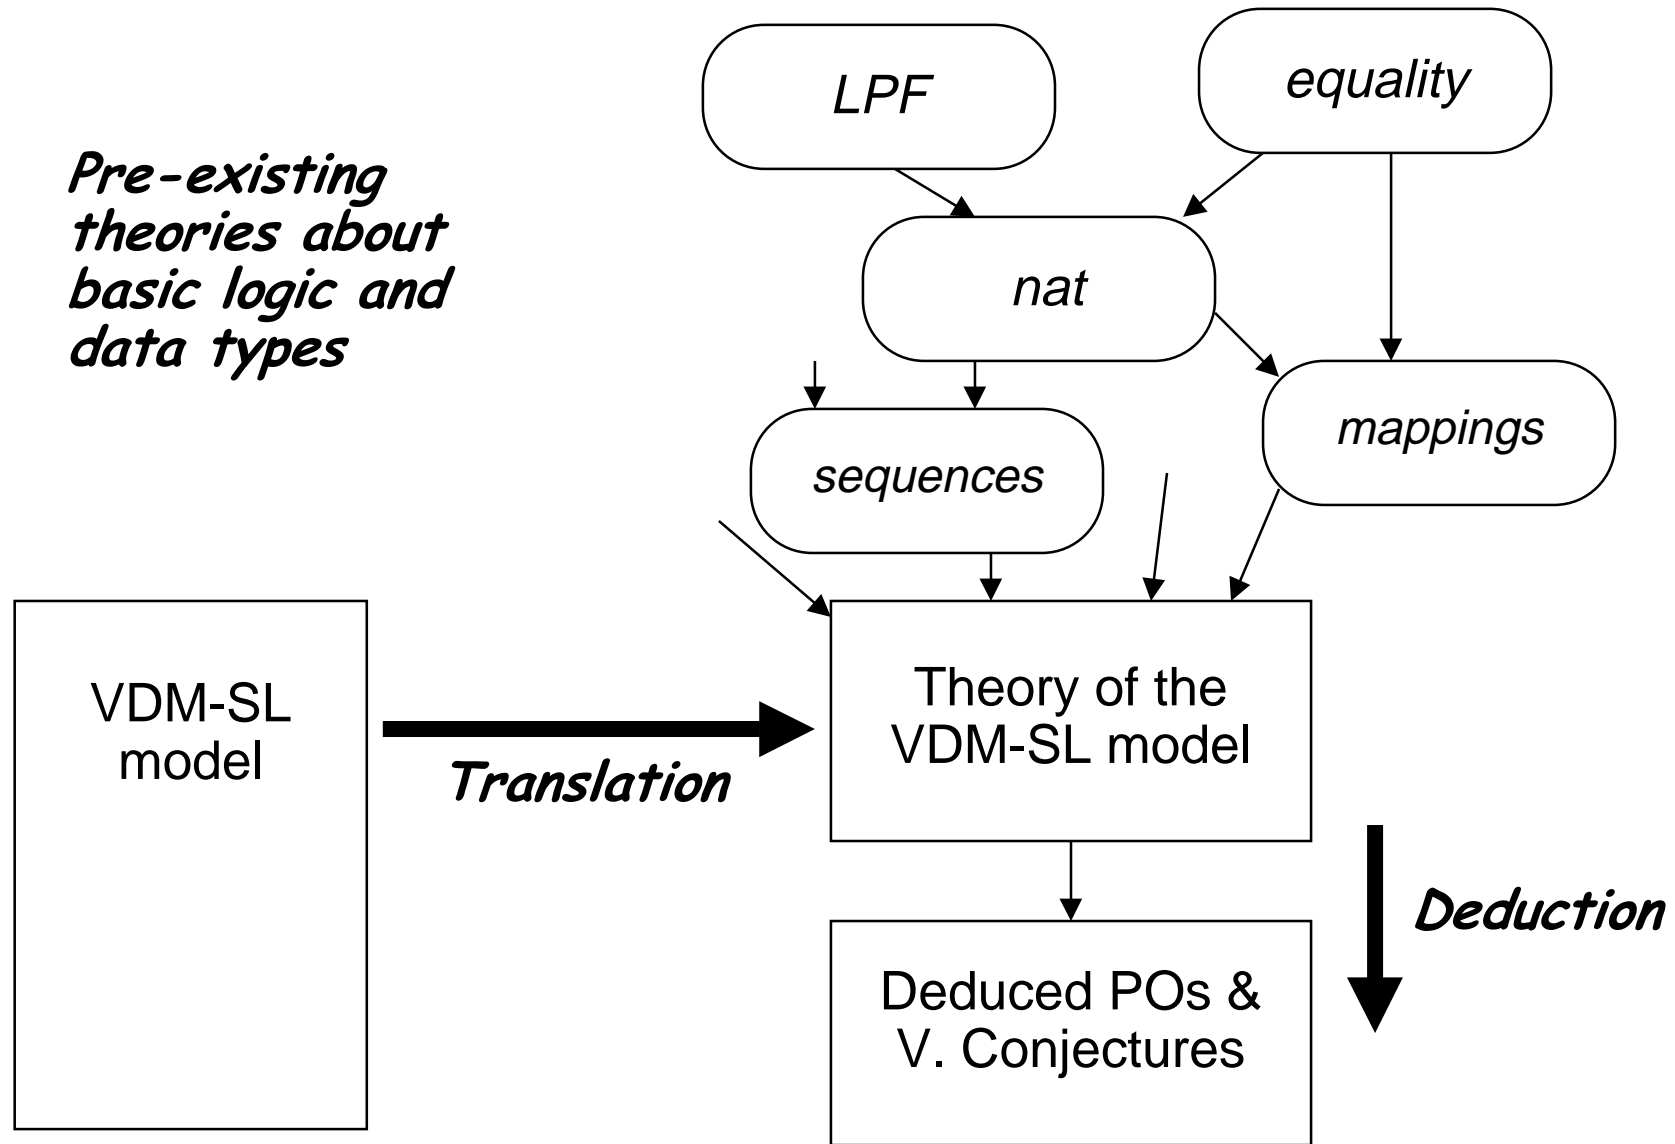 LPF
equality
Pre-existing
theories about
basic logic and
data types
nat
mappings
sequences
VDM-SL
model
Translation
Theory of the
VDM-SL model
Deduction
Deduced POs &
V. Conjectures